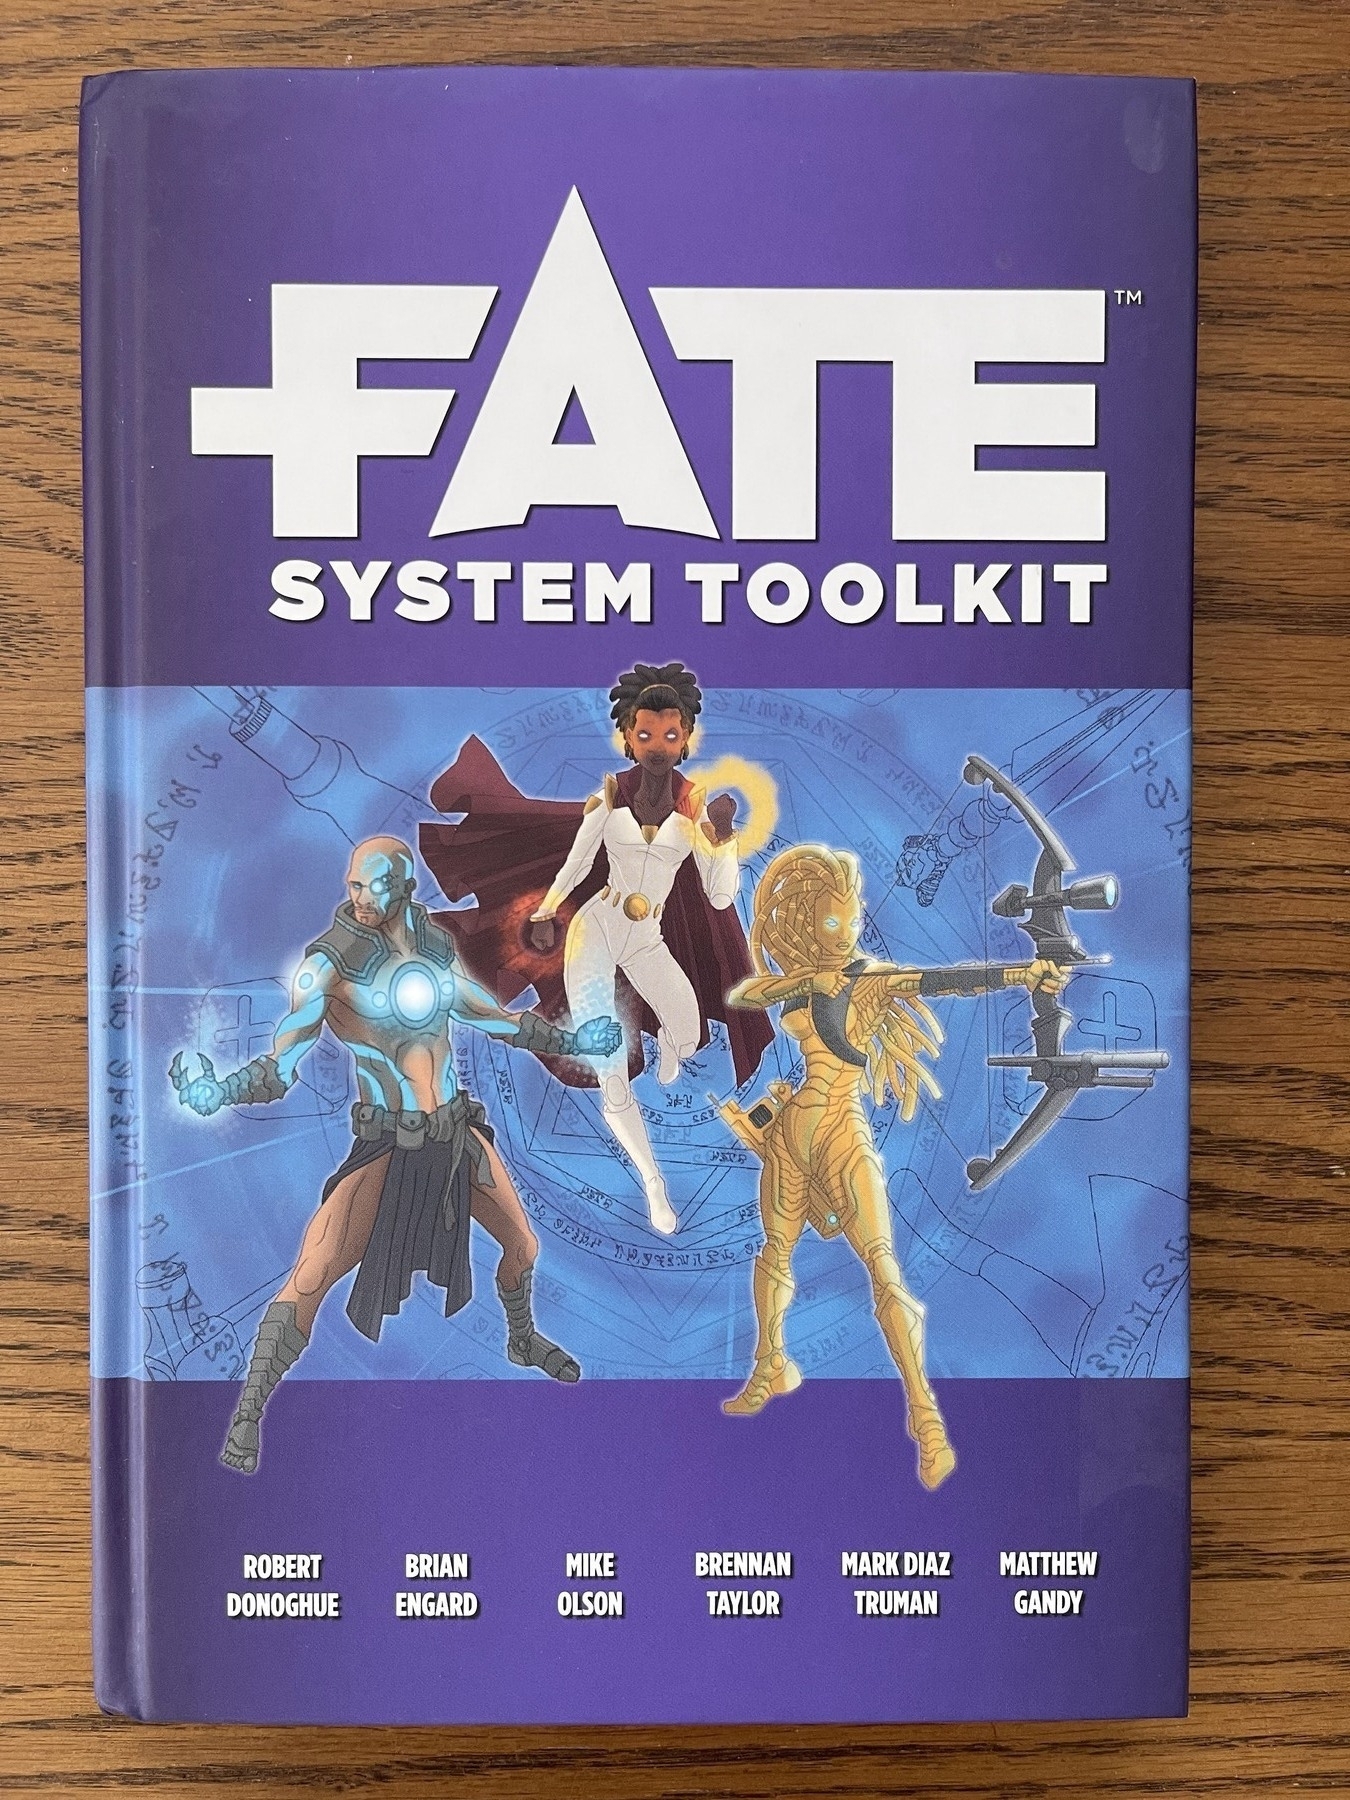 FATE™
SYSTEM TOOLKIT
ROBERT DONOGHUE
BRIAN ENGARD
MIKE OLSON
BRENNAN TAYLOR
MARK DIAZ TRUMAN
MATTHEW GANDY